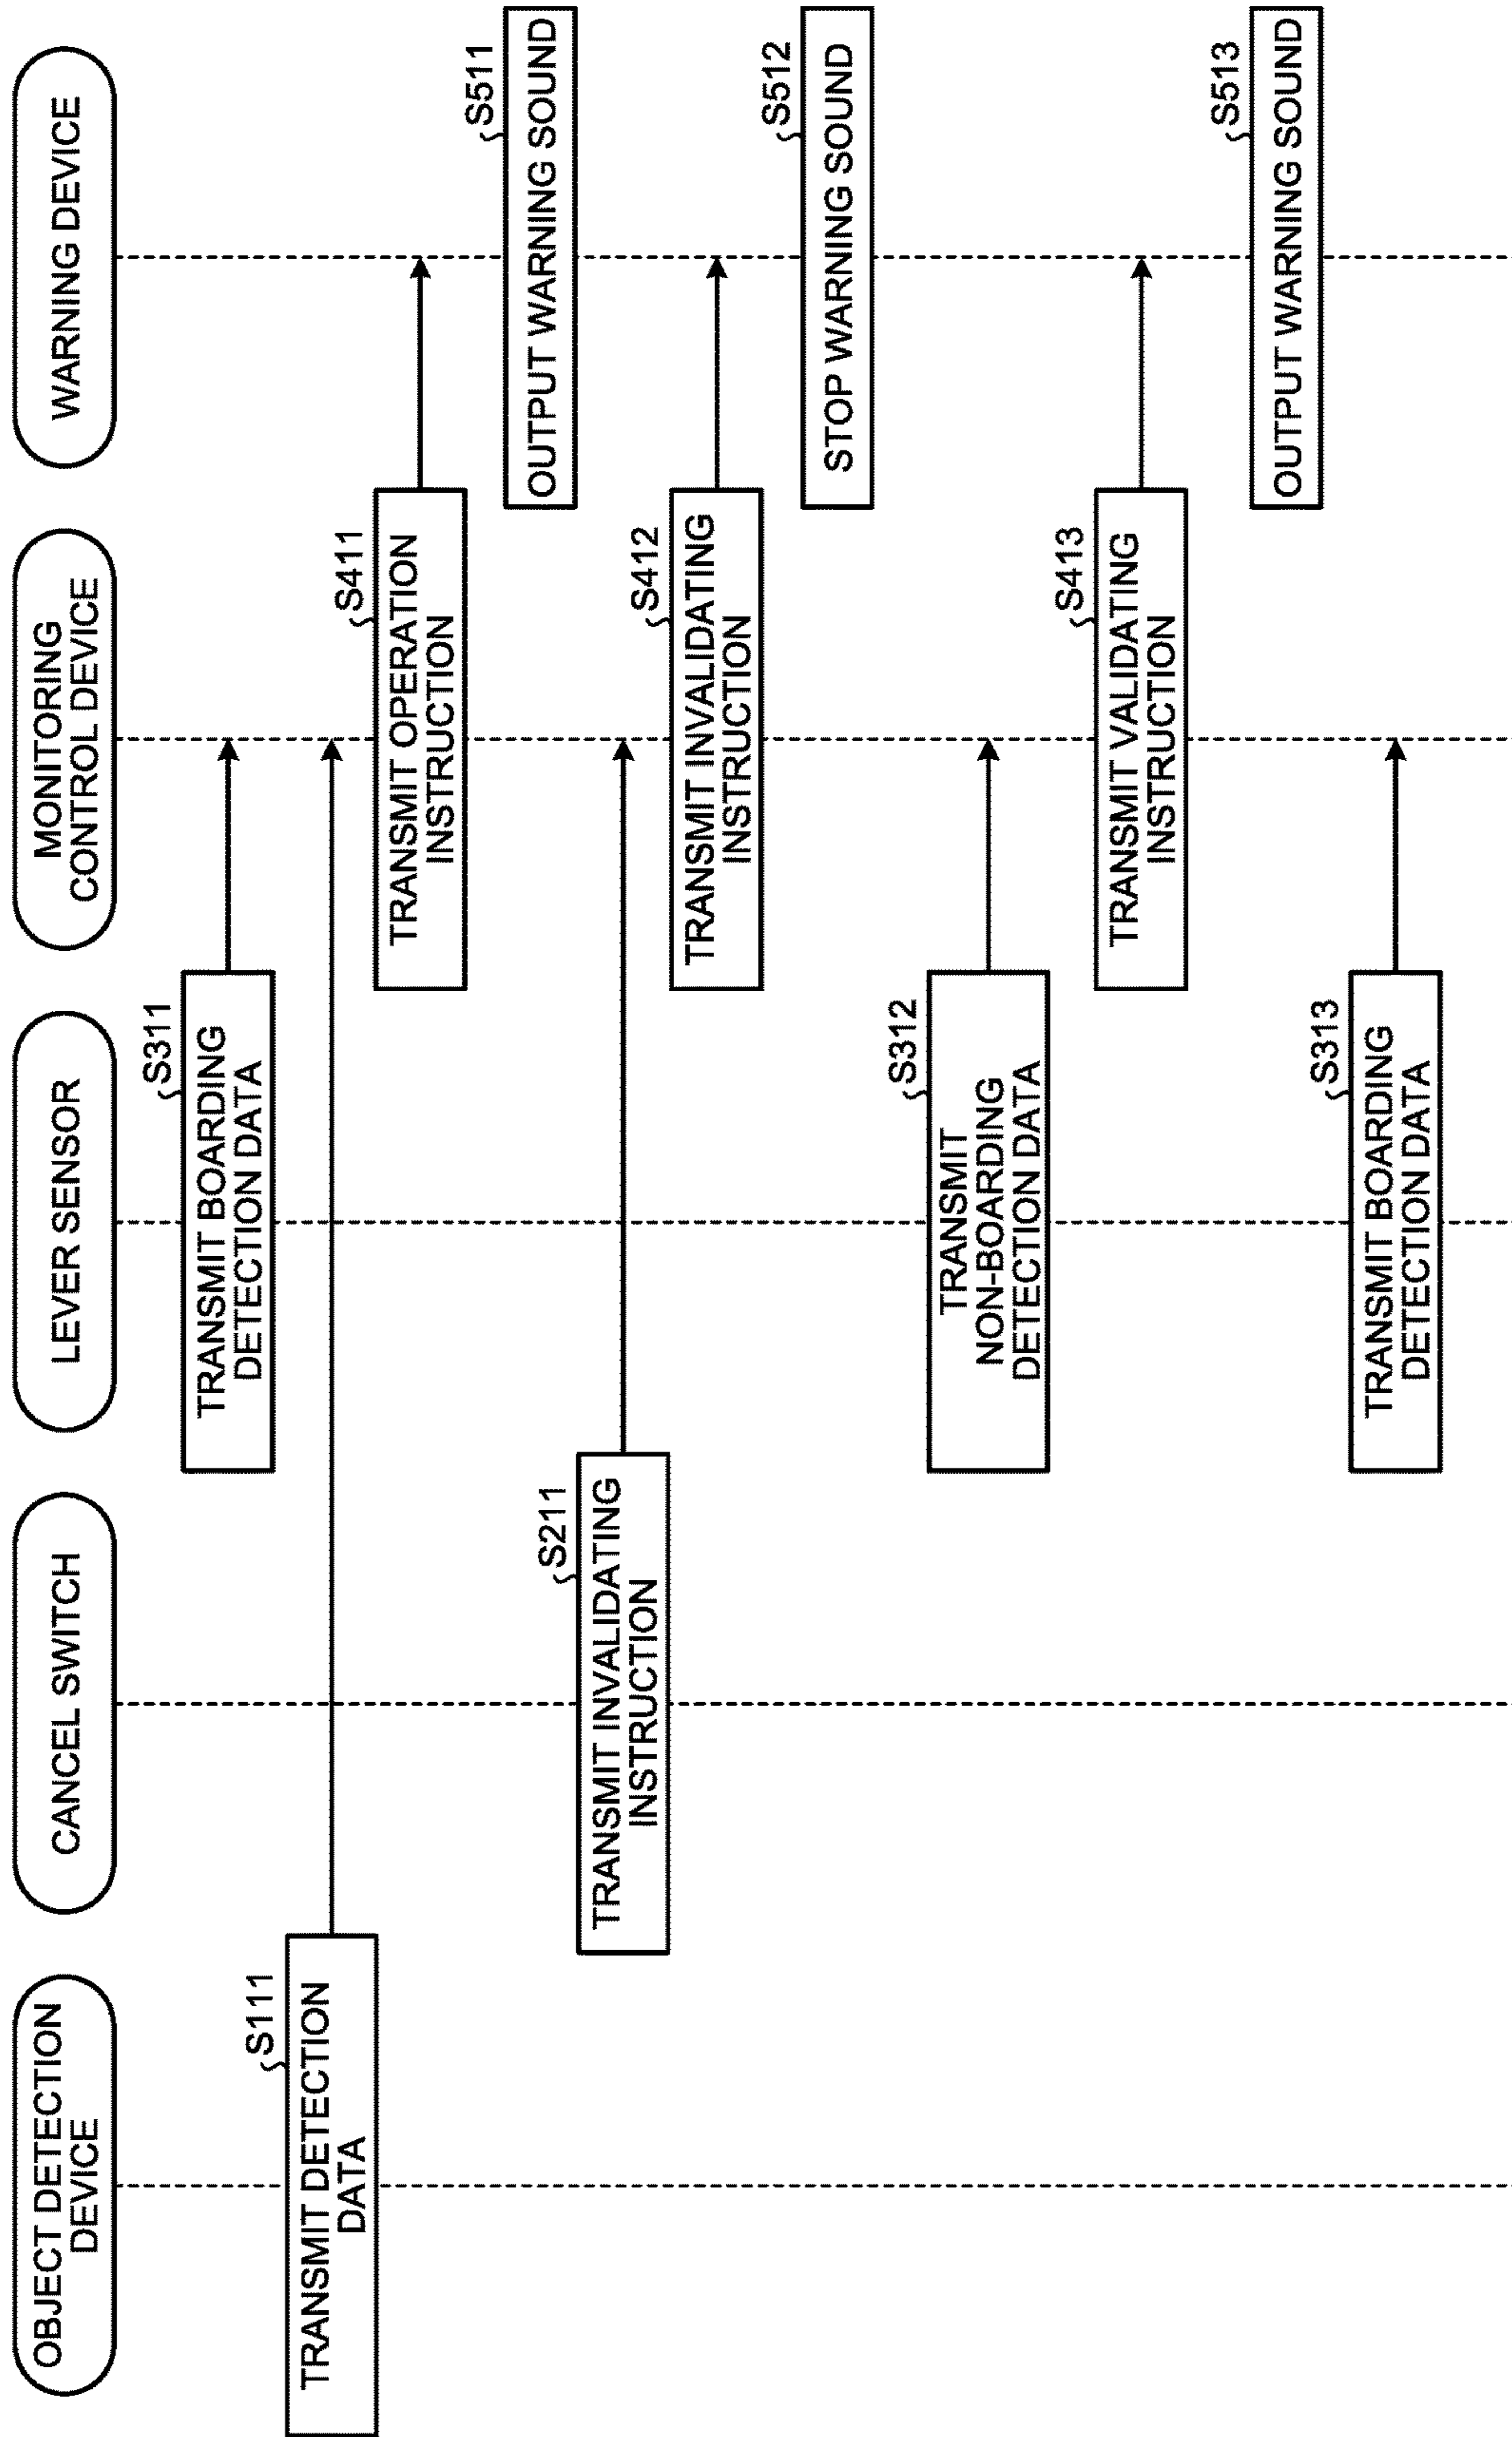 OBJECT DETECTION
DEVICE
CANCEL SWITCH
LEVER SENSOR
MONITORING
CONTROL DEVICE
WARNING DEVICE
S311
TRANSMIT BOARDING
DETECTION DATA
S111
TRANSMIT DETECTION
DATA
S411
TRANSMIT OPERATION
INSTRUCTION
S511
OUTPUT WARNING SOUND
S211
TRANSMIT INVALIDATING
INSTRUCTION
S412
TRANSMIT INVALIDATING
INSTRUCTION
S512
STOP WARNING SOUND
S312
TRANSMIT
NON-BOARDING
DETECTION DATA
S413
TRANSMIT VALIDATING
INSTRUCTION
S513
OUTPUT WARNING SOUND
S313
TRANSMIT BOARDING
DETECTION DATA